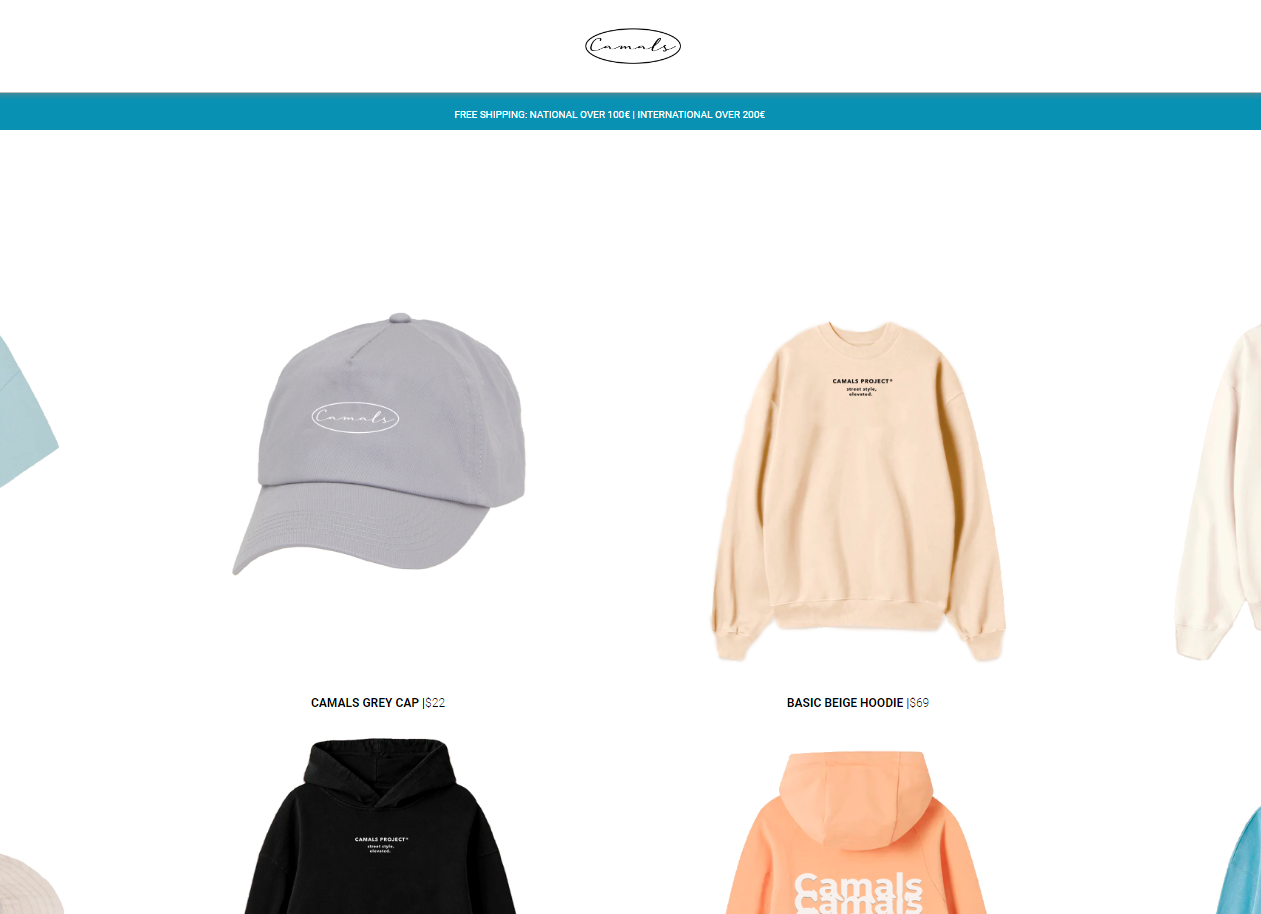 Camals
FREE SHIPPING: NATIONAL OVER 100€ | INTERNATIONAL OVER 200€
Camals
CAMALS PROJECT®
street style,
elevated.
CAMALS GREY CAP |$22
BASIC BEIGE HOODIE |$69
CAMALS PROJECT®
street style,
elevated.
Camals
Camals